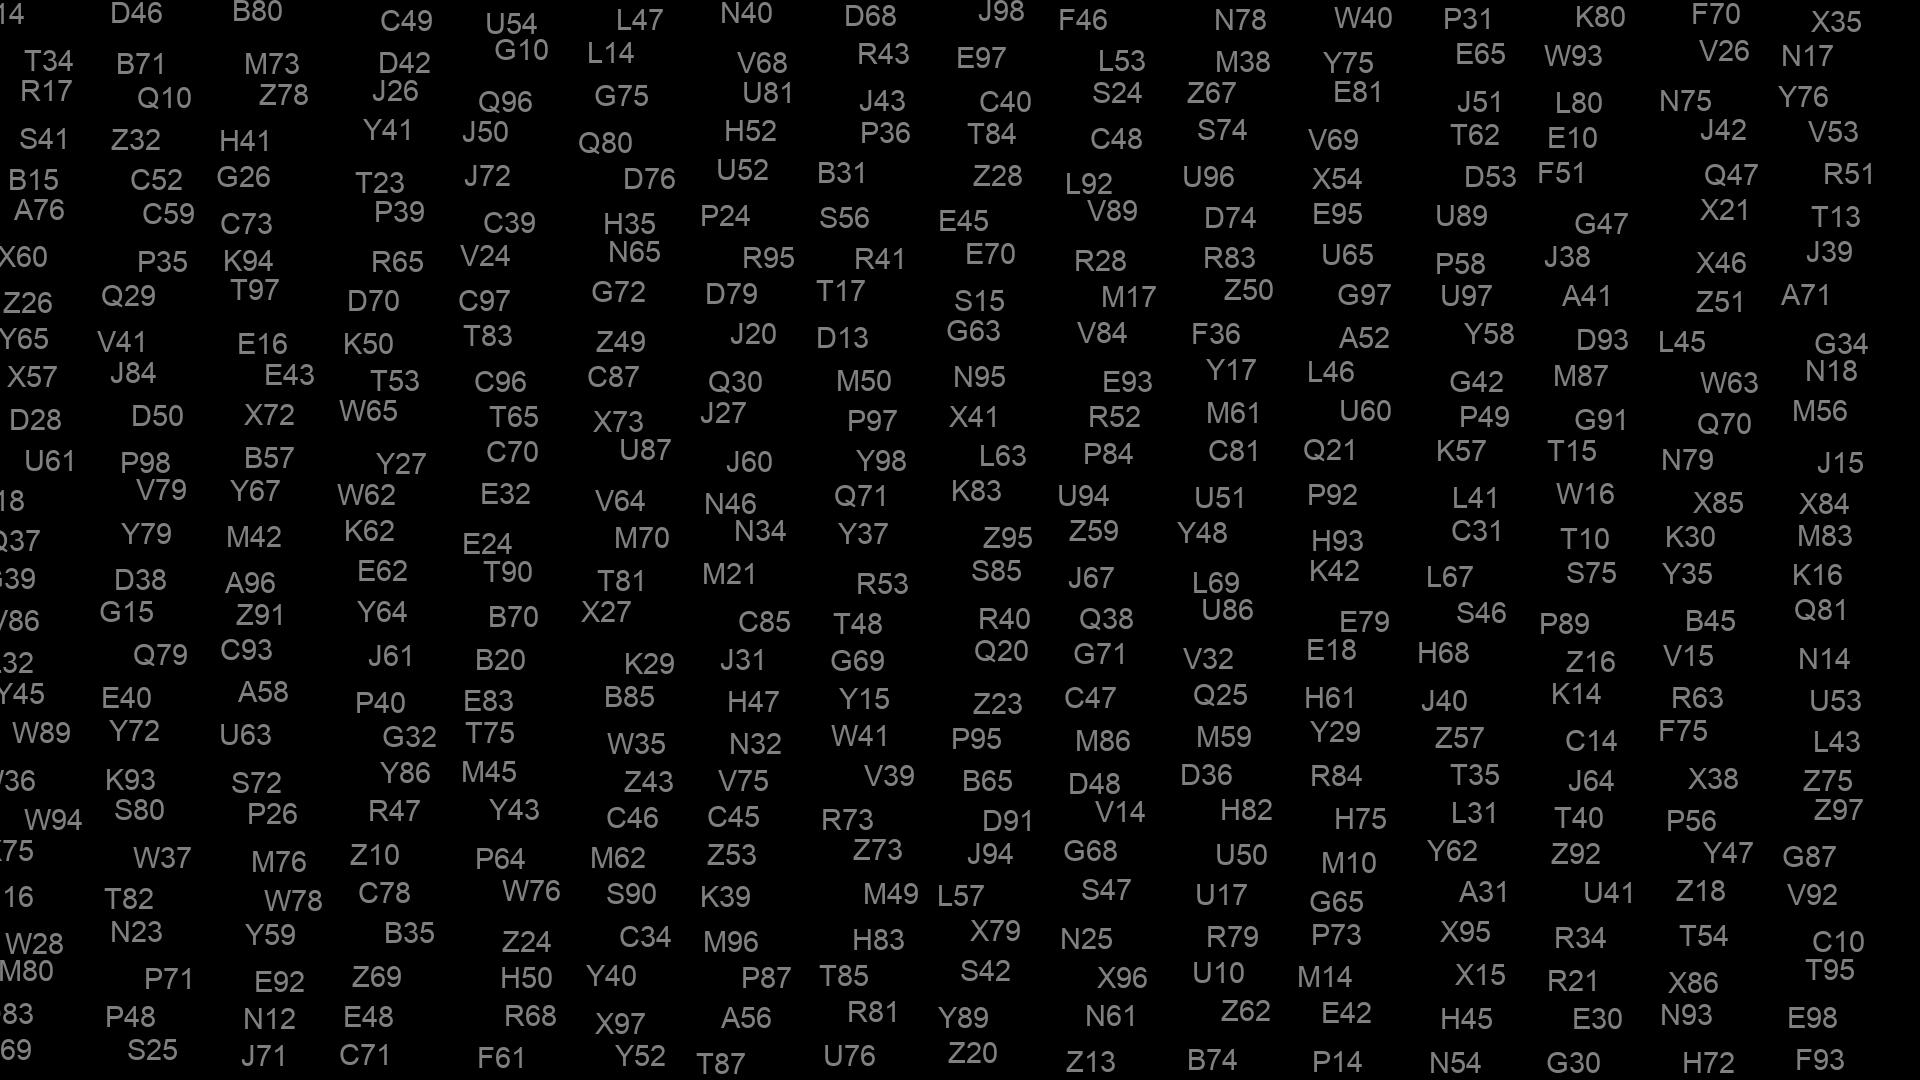 14 D46 B80 C49 U54 L47 N40 D68 J98 F46 N78 W40 P31 K80 F70 X35
T34 B71 M73 D42 G10 L14 V68 R43 E97 L53 M38 Y75 E65 W93 V26 N17
R17 Q10 Z78 J26 Q96 G75 U81 J43 C40 S24 Z67 E81 J51 L80 N75 Y76
S41 Z32 H41 Y41 J50 Q80 H52 P36 T84 C48 S74 V69 T62 E10 J42 V53
B15 C52 G26 T23 J72 D76 U52 B31 Z28 L92 U96 X54 D53 F51 Q47 R51
A76 C59 C73 P39 C39 H35 P24 S56 E45 V89 D74 E95 U89 G47 X21 T13
X60 P35 K94 R65 V24 N65 R95 R41 E70 R28 R83 U65 P58 J38 X46 J39
Z26 Q29 T97 D70 C97 G72 D79 T17 S15 M17 Z50 G97 U97 A41 Z51 A71
Y65 V41 E16 K50 T83 Z49 J20 D13 G63 V84 F36 A52 Y58 D93 L45 G34
X57 J84 E43 T53 C96 C87 Q30 M50 N95 E93 Y17 L46 G42 M87 W63 N18
D28 D50 X72 W65 T65 X73 J27 P97 X41 R52 M61 U60 P49 G91 Q70 M56
U61 P98 B57 Y27 C70 U87 J60 Y98 L63 P84 C81 Q21 K57 T15 N79 J15
18 V79 Y67 W62 E32 V64 N46 Q71 K83 U94 U51 P92 L41 W16 X85 X84
Q37 Y79 M42 K62 E24 M70 N34 Y37 Z95 Z59 Y48 H93 C31 T10 K30 M83
39 D38 A96 E62 T90 T81 M21 R53 S85 J67 L69 K42 L67 S75 Y35 K16
86 G15 Z91 Y64 B70 X27 C85 T48 R40 Q38 U86 E79 S46 P89 B45 Q81
32 Q79 C93 J61 B20 K29 J31 G69 Q20 G71 V32 E18 H68 Z16 V15 N14
Y45 E40 A58 P40 E83 B85 H47 Y15 Z23 C47 Q25 H61 J40 K14 R63 U53
W89 Y72 U63 G32 T75 W35 N32 W41 P95 M86 M59 Y29 Z57 C14 F75 L43
36 K93 S72 Y86 M45 Z43 V75 V39 B65 D48 D36 R84 T35 J64 X38 Z75
W94 S80 P26 R47 Y43 C46 C45 R73 D91 V14 H82 H75 L31 T40 P56 Z97
75 W37 M76 Z10 P64 M62 Z53 Z73 J94 G68 U50 M10 Y62 Z92 Y47 G87
16 T82 W78 C78 W76 S90 K39 M49 L57 S47 U17 G65 A31 U41 Z18 V92
W28 N23 Y59 B35 Z24 C34 M96 H83 X79 N25 R79 P73 X95 R34 T54 C10
M80 P71 E92 Z69 H50 Y40 P87 T85 S42 X96 U10 M14 X15 R21 X86 T95
83 P48 N12 E48 R68 X97 A56 R81 Y89 N61 Z62 E42 H45 E30 N93 E98
69 S25 J71 C71 F61 Y52 T87 U76 Z20 Z13 B74 P14 N54 G30 H72 F93